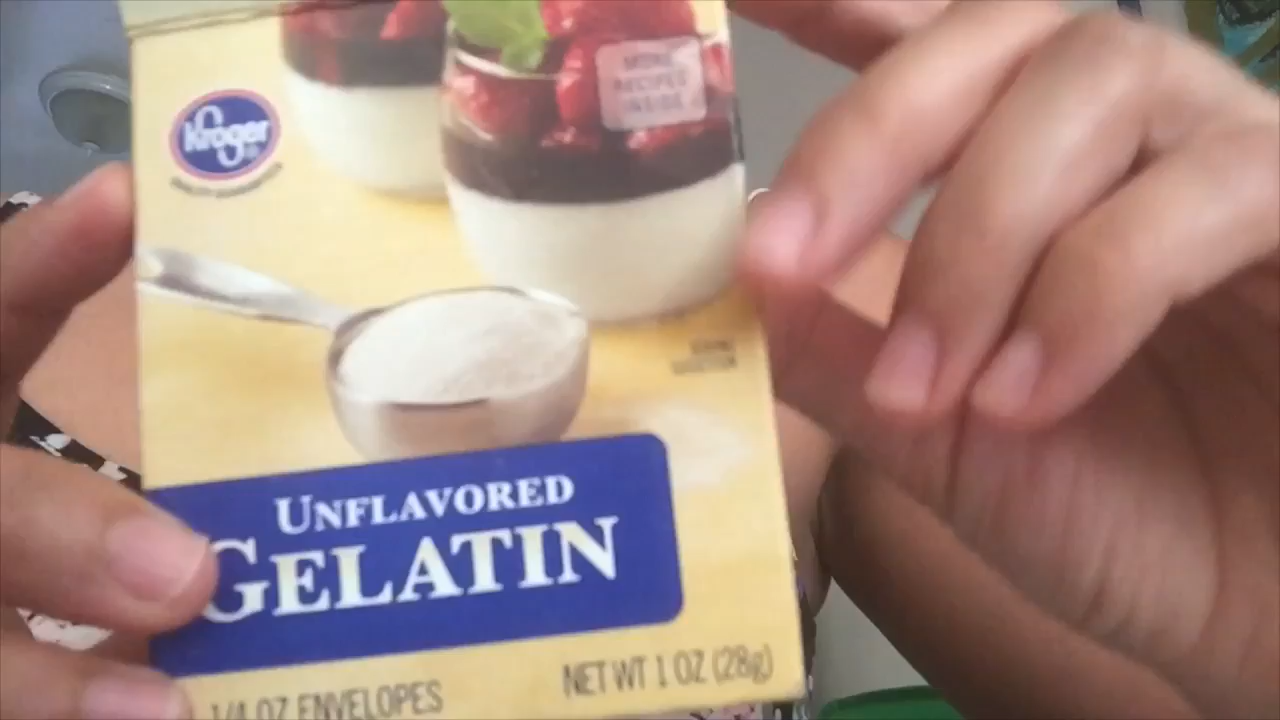 Kroger
MORE
RECIPES
INSIDE
UNFLAVORED
GELATIN
1/4 OZ ENVELOPES
NET WT 1 OZ (28g)